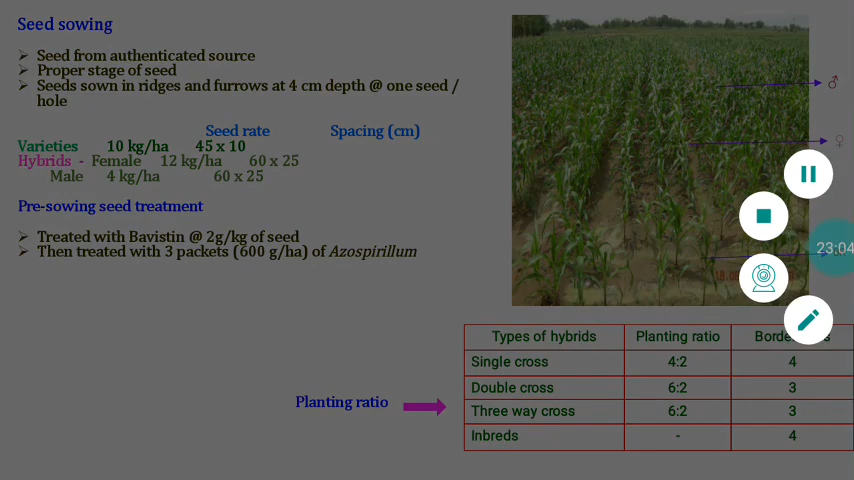 Seed sowing
➢ Seed from authenticated source
➢ Proper stage of seed
➢ Seeds sown in ridges and furrows at 4 cm depth @ one seed /
hole
Seed rate Spacing (cm)
Varieties 10 kg/ha 45 x 10
Hybrids - Female 12 kg/ha 60 x 25
Male 4 kg/ha 60 x 25
Pre-sowing seed treatment
➢ Treated with Bavistin @ 2g/kg of seed
➢ Then treated with 3 packets (600 g/ha) of Azospirillum
Planting ratio
♂
♀
23:04
Types of hybrids Planting ratio
Single cross 4:2 4
Double cross 6:2 3
Three way cross 6:2 3
Inbreds - 4